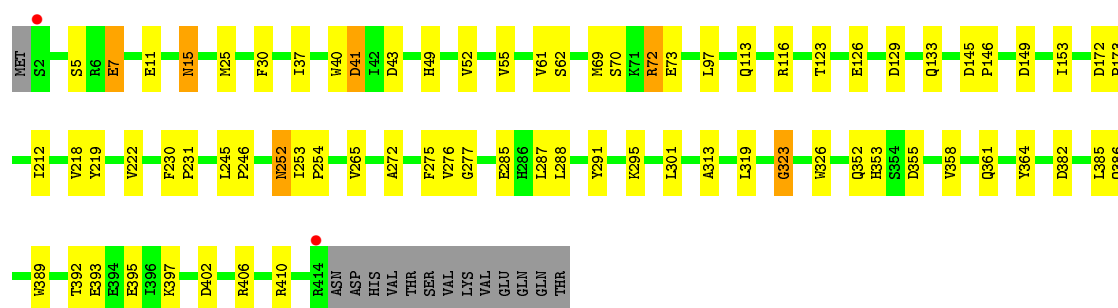 MET S2 S5 R6 E7 E11 N15 M25 F30 I37 W40 D41 I42 D43 H49 V52 V55 V61 S62 M69 S70 K71 R72 E73 L97 Q113 R116 T123 E126 D129 Q133 D145 P146 D149 I153 D172
I212 V218 Y219 V222 F230 P231 L245 P246 N252 I253 P254 V265 A272 F275 V276 G277 E285 H286 L287 L288 Y291 K295 L301 A313 L319 G323 W326 Q352 H353 S354 D355 V358 Q361 Y364 D382 L385
W389 T392 E393 E394 E395 I396 K397 D402 R406 R410 R414 ASN ASP HIS VAL THR SER VAL LYS VAL GLU GLN GLN THR